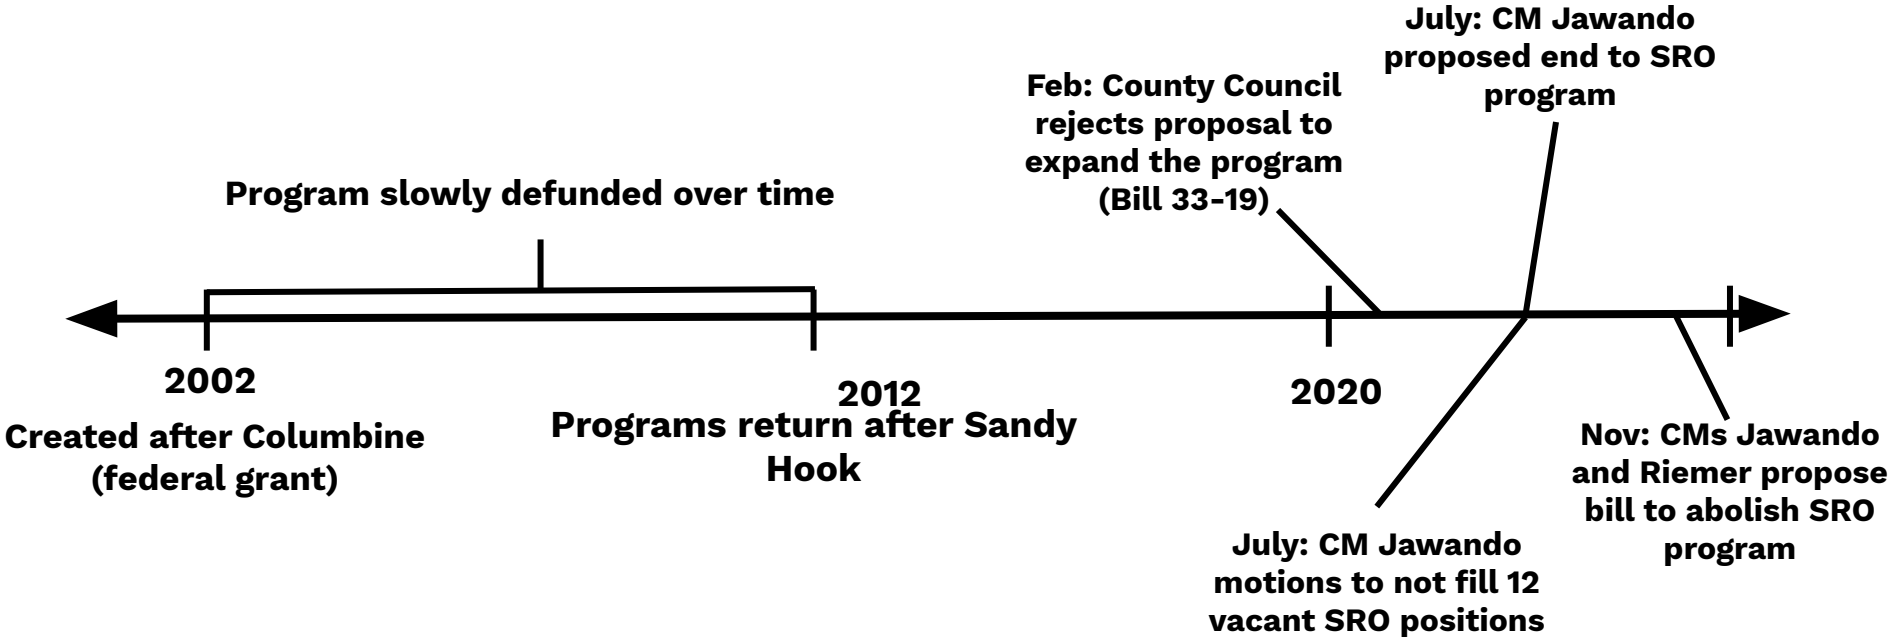 July: CM Jawando
proposed end to SRO
program
Feb: County Council
rejects proposal to
expand the program
(Bill 33-19)
Program slowly defunded over time
2002
Created after Columbine
(federal grant)
2012
Programs return after Sandy
Hook
2020
July: CM Jawando
motions to not fill 12
vacant SRO positions
Nov: CMs Jawando
and Riemer propose
bill to abolish SRO
program